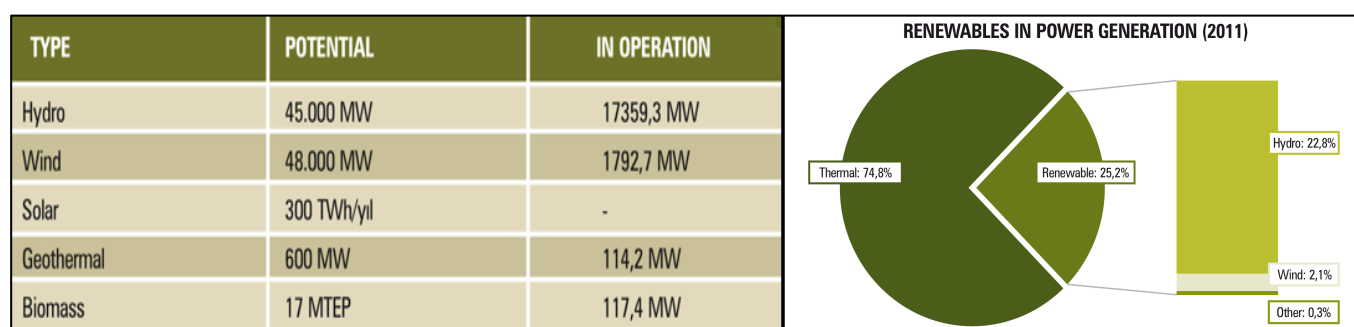 TYPE POTENTIAL IN OPERATION
Hydro 45.000 MW 17359,3 MW
Wind 48.000 MW 1792,7 MW
Solar 300 TWh/yıl -
Geothermal 600 MW 114,2 MW
Biomass 17 MTEP 117,4 MW
RENEWABLES IN POWER GENERATION (2011)
Hydro: 22,8%
Thermal: 74,8%
Renewvable: 25,2%
Wind: 2,1%
Other: 0,3%